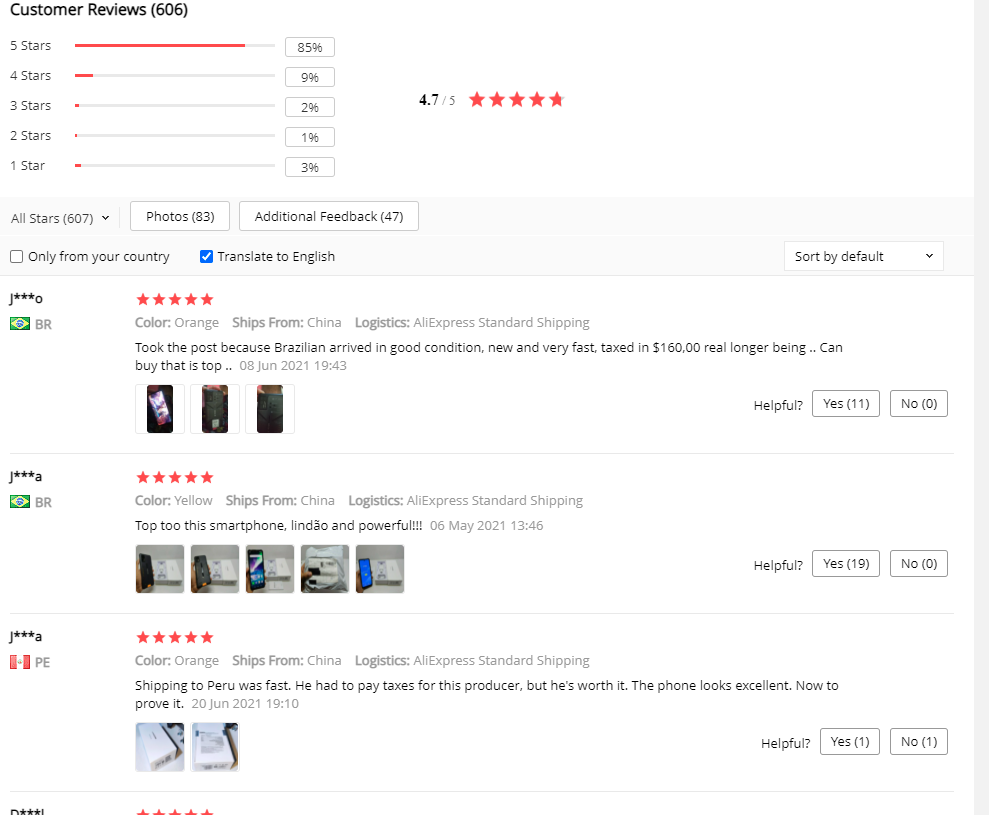 Customer Reviews (606)
5 Stars 85%
4 Stars 9%
3 Stars 2%
2 Stars 1%
1 Star 3%
4.7 / 5
All Stars (607) Photos (83) Additional Feedback (47)
Only from your country Translate to English Sort by default
J***o
BR
Color: Orange Ships From: China Logistics: AliExpress Standard Shipping
Took the post because Brazilian arrived in good condition, new and very fast, taxed in $160,00 real longer being .. Can
buy that is top .. 08 Jun 2021 19:43
Helpful? Yes (11) No (0)
J***a
BR
Color: Yellow Ships From: China Logistics: AliExpress Standard Shipping
Top too this smartphone, lindão and powerful!!! 06 May 2021 13:46
Helpful? Yes (19) No (0)
J***a
PE
Color: Orange Ships From: China Logistics: AliExpress Standard Shipping
Shipping to Peru was fast. He had to pay taxes for this producer, but he's worth it. The phone looks excellent. Now to
prove it. 20 Jun 2021 19:10
Helpful? Yes (1) No (1)